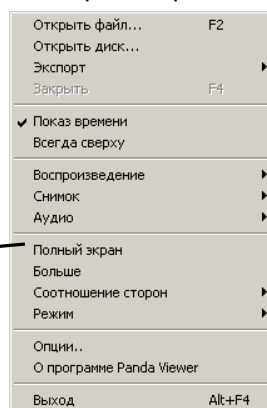 Открыть файл... F2
Открыть диск...
Экспорт
Закрыть F4
Показ времени
Всегда сверху
Воспроизведение
Снимок
Аудио
Полный экран
Больше
Соотношение сторон
Режим
Опции..
О программе Panda Viewer
Выход Alt+F4